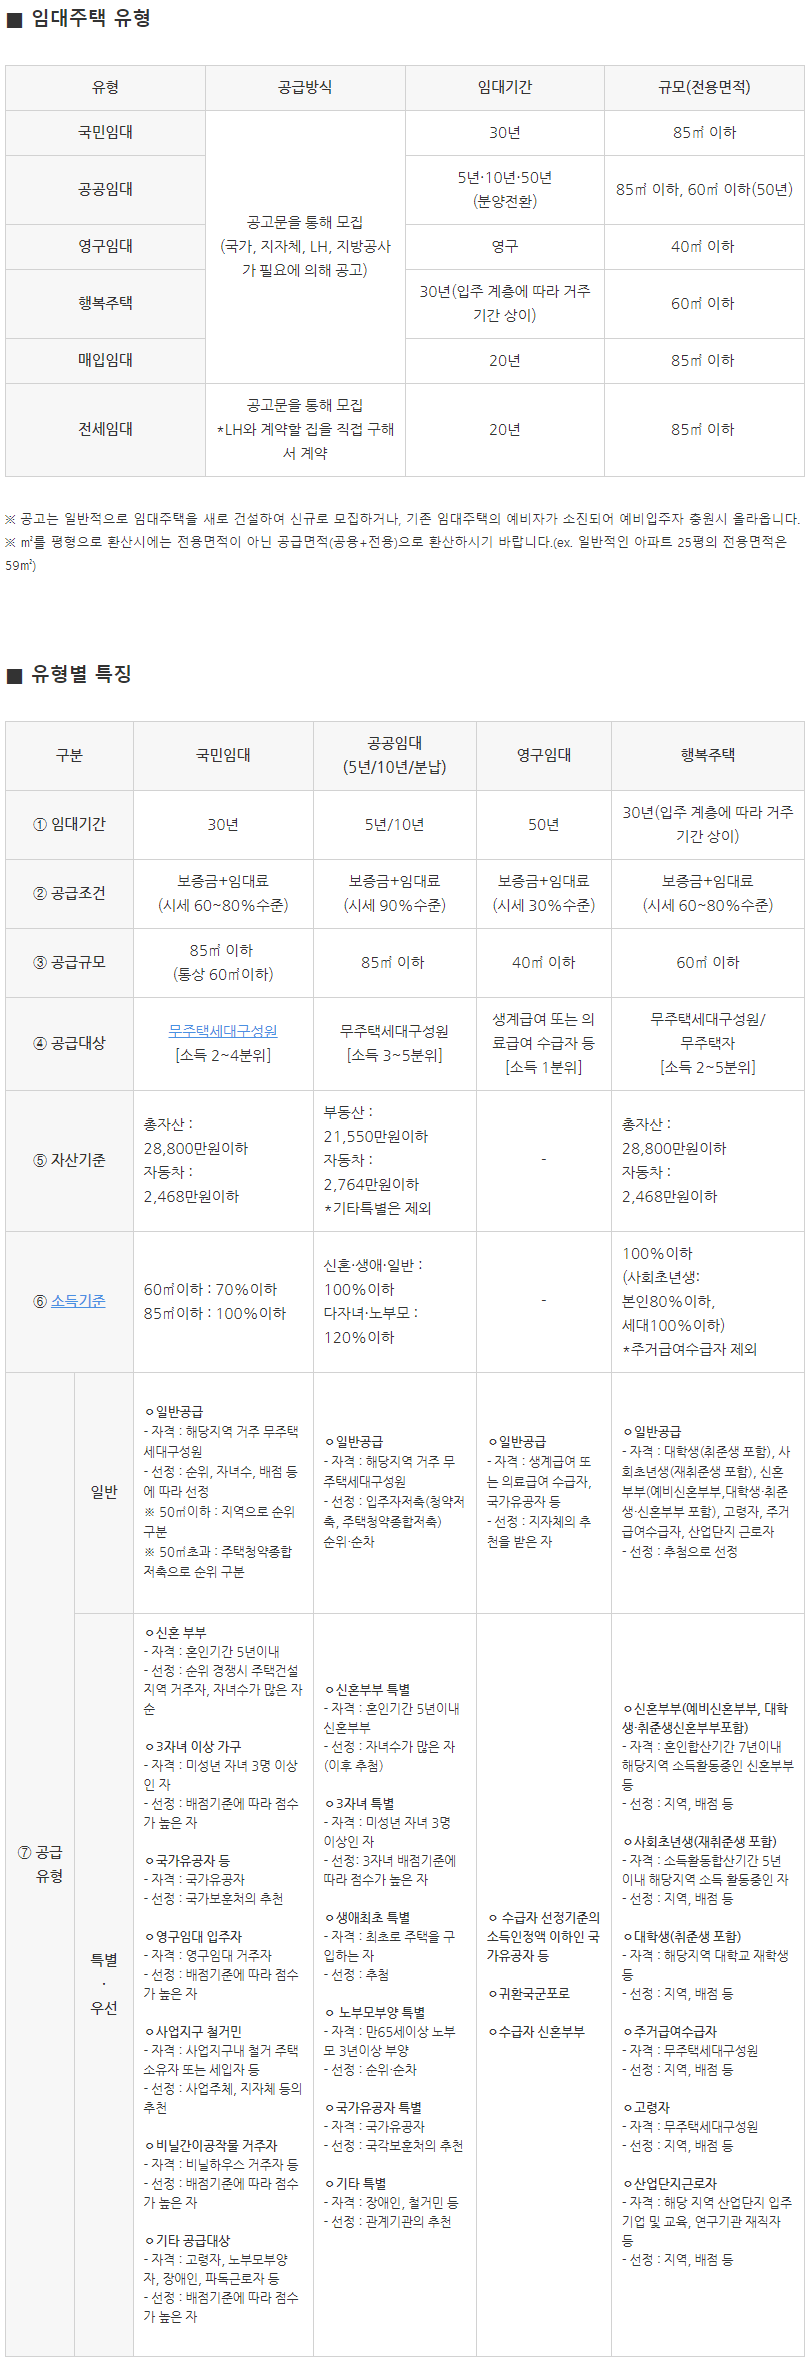 ■ 임대주택 유형
유형
공급방식
임대기간
규모(전용면적)
국민임대
공고문을 통해 모집
(국가, 지자체, LH, 지방공사
가 필요에 의해 공고)
30년
85㎡ 이하
공공임대
5년·10년·50년
(분양전환)
85㎡ 이하, 60㎡ 이하(50년)
영구임대
영구
40㎡ 이하
행복주택
30년(입주 계층에 따라 거주
기간 상이)
60㎡ 이하
매입임대
20년
85㎡ 이하
전세임대
공고문을 통해 모집
*LH와 계약할 집을 직접 구해
서 계약
20년
85㎡ 이하
※ 공고는 일반적으로 임대주택을 새로 건설하여 신규로 모집하거나, 기존 임대주택의 예비자가 소진되어 예비입주자 충원시 올라옵니다.
※ ㎡를 평형으로 환산시에는 전용면적이 아닌 공급면적(공용+전용)으로 환산하시기 바랍니다.(ex. 일반적인 아파트 25평의 전용면적은
59㎡)
■ 유형별 특징
구분
국민임대
공공임대
(5년/10년/분납)
영구임대
행복주택
① 임대기간
30년
5년/10년
50년
30년(입주 계층에 따라 거주
기간 상이)
② 공급조건
보증금+임대료
(시세 60~80%수준)
보증금+임대료
(시세 90%수준)
보증금+임대료
(시세 30%수준)
보증금+임대료
(시세 60~80%수준)
③ 공급규모
85㎡ 이하
(통상 60㎡이하)
85㎡ 이하
40㎡ 이하
60㎡ 이하
④ 공급대상
무주택세대구성원
[소득 2~4분위]
무주택세대구성원
[소득 3~5분위]
생계급여 또는 의
료급여 수급자 등
[소득 1분위]
무주택세대구성원/
무주택자
[소득 2~5분위]
⑤ 자산기준
총자산 :
28,800만원이하
자동차 :
2,468만원이하
부동산 :
21,550만원이하
자동차 :
2,764만원이하
*기타특별은 제외
-
총자산 :
28,800만원이하
자동차 :
2,468만원이하
⑥ 소득기준
60㎡이하 : 70%이하
85㎡이하 : 100%이하
신혼·생애·일반 :
100%이하
다자녀·노부모 :
120%이하
-
100%이하
(사회초년생:
본인80%이하,
세대100%이하)
*주거급여수급자 제외
⑦ 공급
유형
일반
ㅇ일반공급
- 자격 : 해당지역 거주 무주택
세대구성원
- 선정 : 순위, 자녀수, 배점 등
에 따라 선정
※ 50㎡이하 : 지역으로 순위
구분
※ 50㎡초과 : 주택청약종합
저축으로 순위 구분
ㅇ일반공급
- 자격 : 해당지역 거주 무
주택세대구성원
- 선정 : 입주자저축(청약저
축, 주택청약종합저축)
순위·순차
ㅇ일반공급
- 자격 : 생계급여 또
는 의료급여 수급자,
국가유공자 등
- 선정 : 지자체의 추
천을 받은 자
ㅇ일반공급
- 자격 : 대학생(취준생 포함), 사
회초년생(재취준생 포함), 신혼
부부(예비신혼부부,대학생·취준
생·신혼부부 포함), 고령자, 주거
급여수급자, 산업단지 근로자
- 선정 : 추첨으로 선정
특별
·
우선
ㅇ신혼 부부
- 자격 : 혼인기간 5년이내
- 선정 : 순위 경쟁시 주택건설
지역 거주자, 자녀수가 많은 자
순
ㅇ3자녀 이상 가구
- 자격 : 미성년 자녀 3명 이상
인 자
- 선정 : 배점기준에 따라 점수
가 높은 자
ㅇ국가유공자 등
- 자격 : 국가유공자
- 선정 : 국가보훈처의 추천
ㅇ영구임대 입주자
- 자격 : 영구임대 거주자
- 선정 : 배점기준에 따라 점수
가 높은 자
ㅇ사업지구 철거민
- 자격 : 사업지구내 철거 주택
소유자 또는 세입자 등
- 선정 : 사업주체, 지자체 등의
추천
ㅇ비닐간이공작물 거주자
- 자격 : 비닐하우스 거주자 등
- 선정 : 배점기준에 따라 점수
가 높은 자
ㅇ기타 공급대상
- 자격 : 고령자, 노부모부양
자, 장애인, 파독근로자 등
- 선정 : 배점기준에 따라 점수
가 높은 자
ㅇ신혼부부 특별
- 자격 : 혼인기간 5년이내
신혼부부
- 선정 : 자녀수가 많은 자
(이후 추첨)
ㅇ3자녀 특별
- 자격 : 미성년 자녀 3명
이상인 자
- 선정: 3자녀 배점기준에
따라 점수가 높은 자
ㅇ생애최초 특별
- 자격 : 최초로 주택을 구
입하는 자
- 선정 : 추첨
ㅇ 노부모부양 특별
- 자격 : 만65세이상 노부
모 3년이상 부양
- 선정 : 순위·순차
ㅇ국가유공자 특별
- 자격 : 국가유공자
- 선정 : 국각보훈처의 추천
ㅇ기타 특별
- 자격 : 장애인, 철거민 등
- 선정 : 관계기관의 추천
ㅇ 수급자 선정기준의
소득인정액 이하인 국
가유공자 등
ㅇ귀환국군포로
ㅇ수급자 신혼부부
ㅇ신혼부부(예비신혼부부, 대학
생·취준생신혼부부포함)
- 자격 : 혼인합산기간 7년이내
해당지역 소득활동중인 신혼부부
등
- 선정 : 지역, 배점 등
ㅇ사회초년생(재취준생 포함)
- 자격 : 소득활동합산기간 5년
이내 해당지역 소득 활동중인 자
- 선정 : 지역, 배점 등
ㅇ대학생(취준생 포함)
- 자격 : 해당지역 대학교 재학생
등
- 선정 : 지역, 배점 등
ㅇ주거급여수급자
- 자격 : 무주택세대구성원
- 선정 : 지역, 배점 등
ㅇ고령자
- 자격 : 무주택세대구성원
- 선정 : 지역, 배점 등
ㅇ산업단지근로자
- 자격 : 해당 지역 산업단지 입주
기업 및 교육, 연구기관 재직자
등
- 선정 : 지역, 배점 등